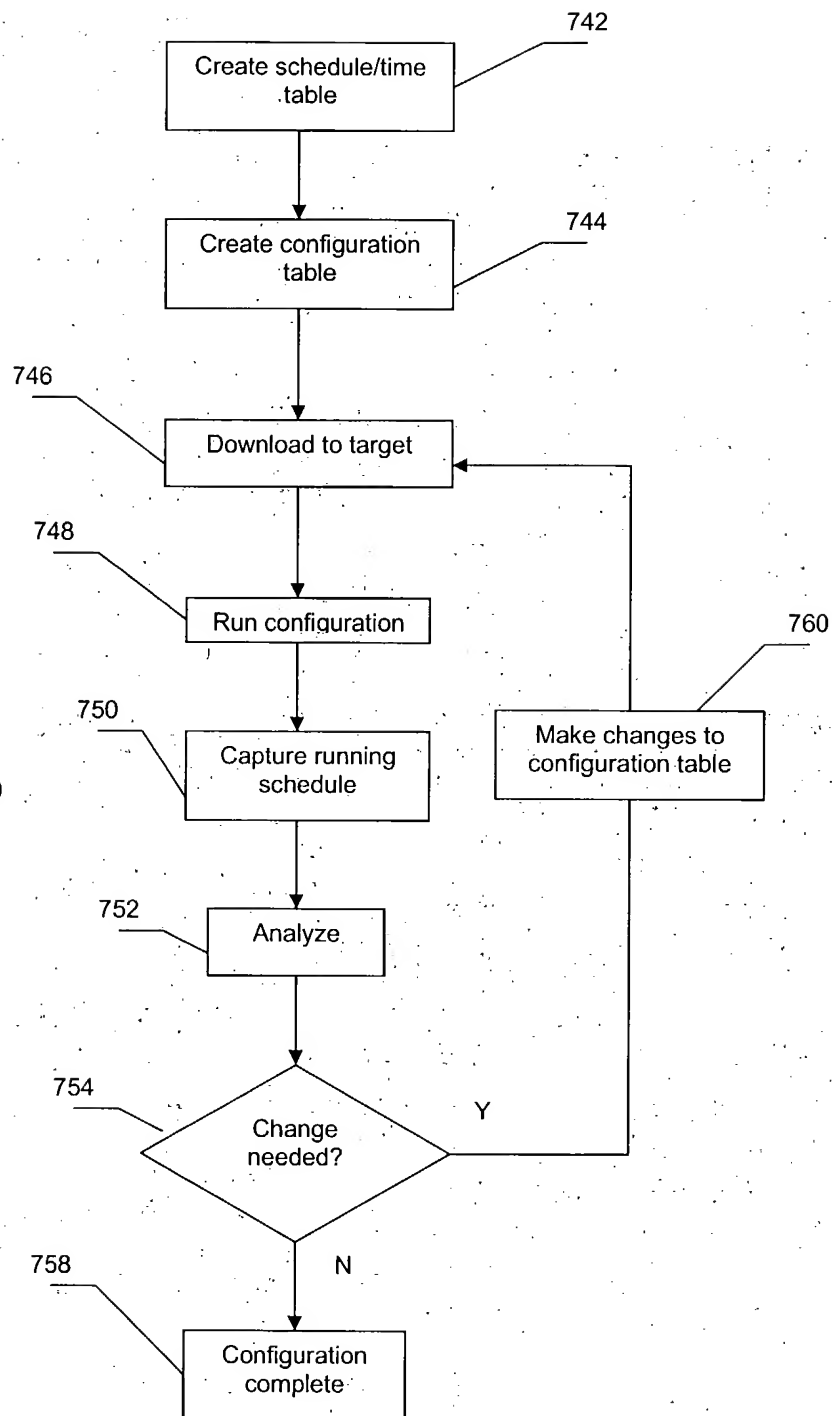 742
Create schedule/time
table
744
Create configuration
table
746
Download to target
748
Run configuration
760
750
Capture running
schedule
Make changes to
configuration table
752
Analyze
754
Y
Change
needed?
N
758
Configuration
complete